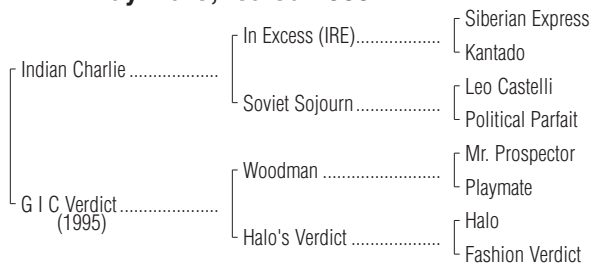 Siberian Express
In Excess (IRE)...................
Kantado
Indian Charlie ....................
Leo Castelli
Soviet Sojourn ...................
Political Parfait
Mr. Prospector
Woodman ..........................
Playmate
G I C Verdict ......................
(1995)
Halo
Halo's Verdict ....................
Fashion Verdict